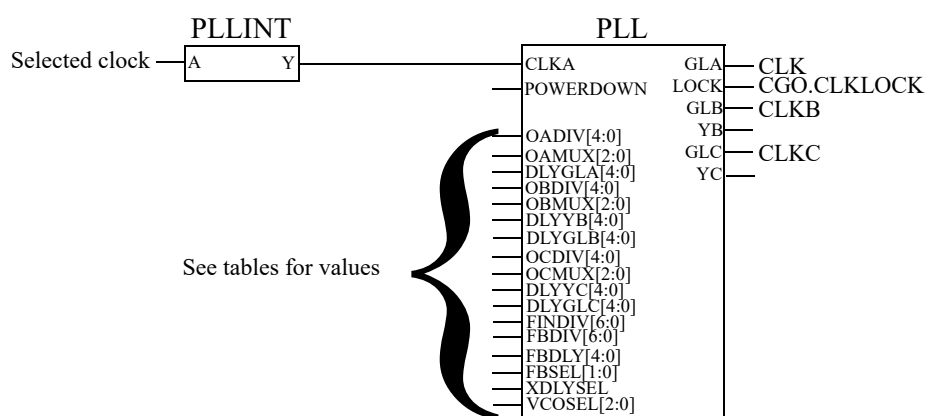 PLLINT
PLL
Selected clock
A
Y
CLKA
GLA
CLK
POWERDOWN
LOCK
CGO.CLKLOCK
GLB
CLKB
YB
OADIV[4:0]
GLC
CLKC
OAMUX[2:0]
YC
DLYGLA[4:0]
OBDIV[4:0]
OBMUX[2:0]
DLYYB[4:0]
DLYGLB[4:0]
OCDIV[4:0]
See tables for values
OCMUX[2:0]
DLYYC[4:0]
DLYGLC[4:0]
FINDIV[6:0]
FBDIV[6:0]
FBDLY[4:0]
FBSEL[1:0]
XDLYSEL
VCOSEL[2:0]